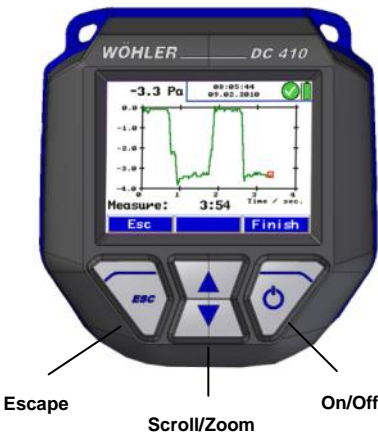 WÖHLER DC 410
-3.3 Pa
08:05:44
09.02.2010
0.0
-1.0
-2.0
-3.0
-4.0
0 1 2 3 4
Measure: 3:54 Time / sec.
Esc Finish
ESC
Escape
Scroll/Zoom
On/Off